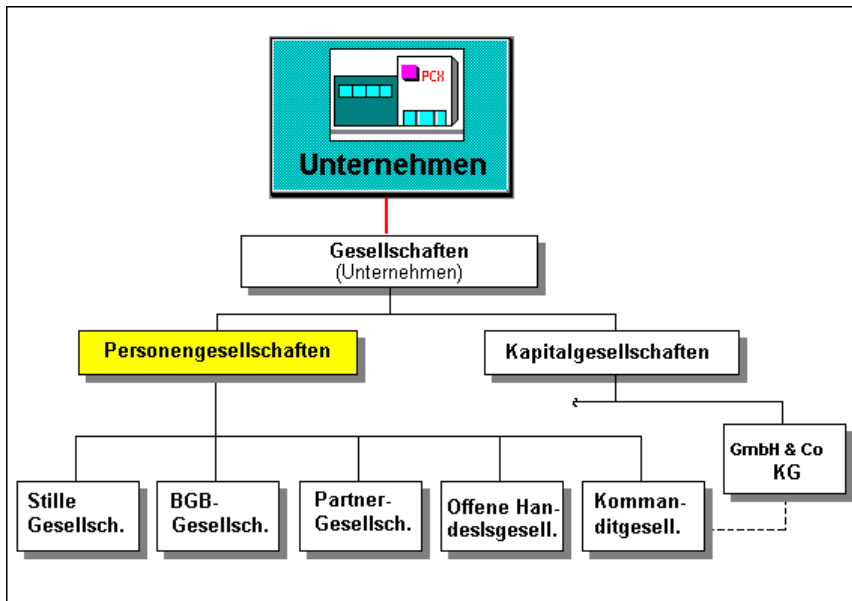 PCX
Unternehmen
Gesellschaften
(Unternehmen)
Personengesellschaften
Kapitalgesellschaften
GmbH & Co
KG
Stille
Gesellsch.
BGB-
Gesellsch.
Partner-
Gesellsch.
Offene Han-
deslsgesell.
Komman-
ditgesell.